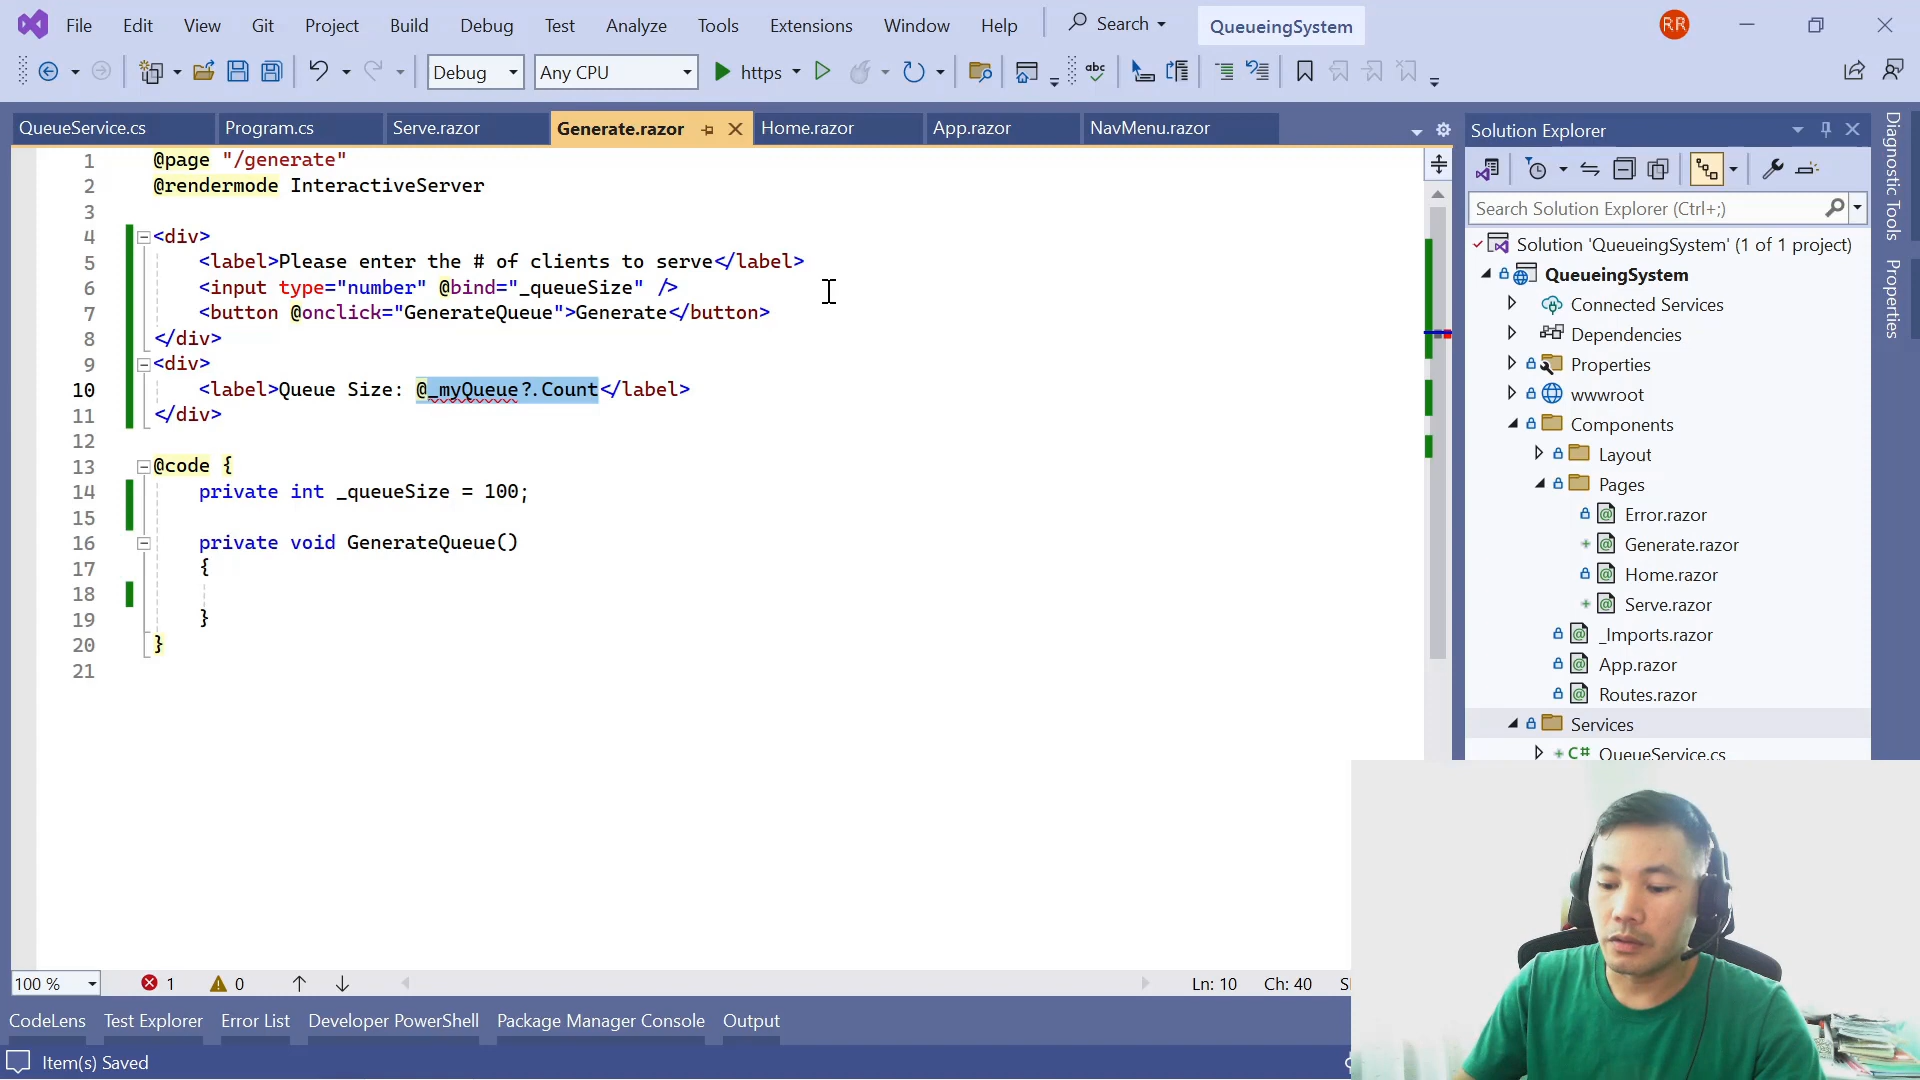 File Edit View Git Project Build Debug Test Analyze Tools Extensions Window Help Search QueueingSystem RR
Debug Any CPU https abc
QueueService.cs Program.cs Serve.razor Generate.razor Home.razor App.razor NavMenu.razor
1 @page "/generate"
2 @rendermode InteractiveServer
3
4 <div>
5 <label>Please enter the # of clients to serve</label>
6 <input type="number" @bind="_queueSize" />
7 <button @onclick="GenerateQueue">Generate</button>
8 </div>
9 <div>
10 <label>Queue Size: @_myQueue?.Count</label>
11 </div>
12
13 @code {
14 private int _queueSize = 100;
15
16 private void GenerateQueue()
17 {
18
19 }
20 }
21
100 % 1 0 Ln: 10 Ch: 40
CodeLens Test Explorer Error List Developer PowerShell Package Manager Console Output
Item(s) Saved
Solution Explorer
Search Solution Explorer (Ctrl+;)
Solution 'QueueingSystem' (1 of 1 project)
QueueingSystem
Connected Services
Dependencies
Properties
wwwroot
Components
Layout
Pages
Error.razor
Generate.razor
Home.razor
Serve.razor
_Imports.razor
App.razor
Routes.razor
Services
C# QueueService.cs
Diagnostic Tools
Properties